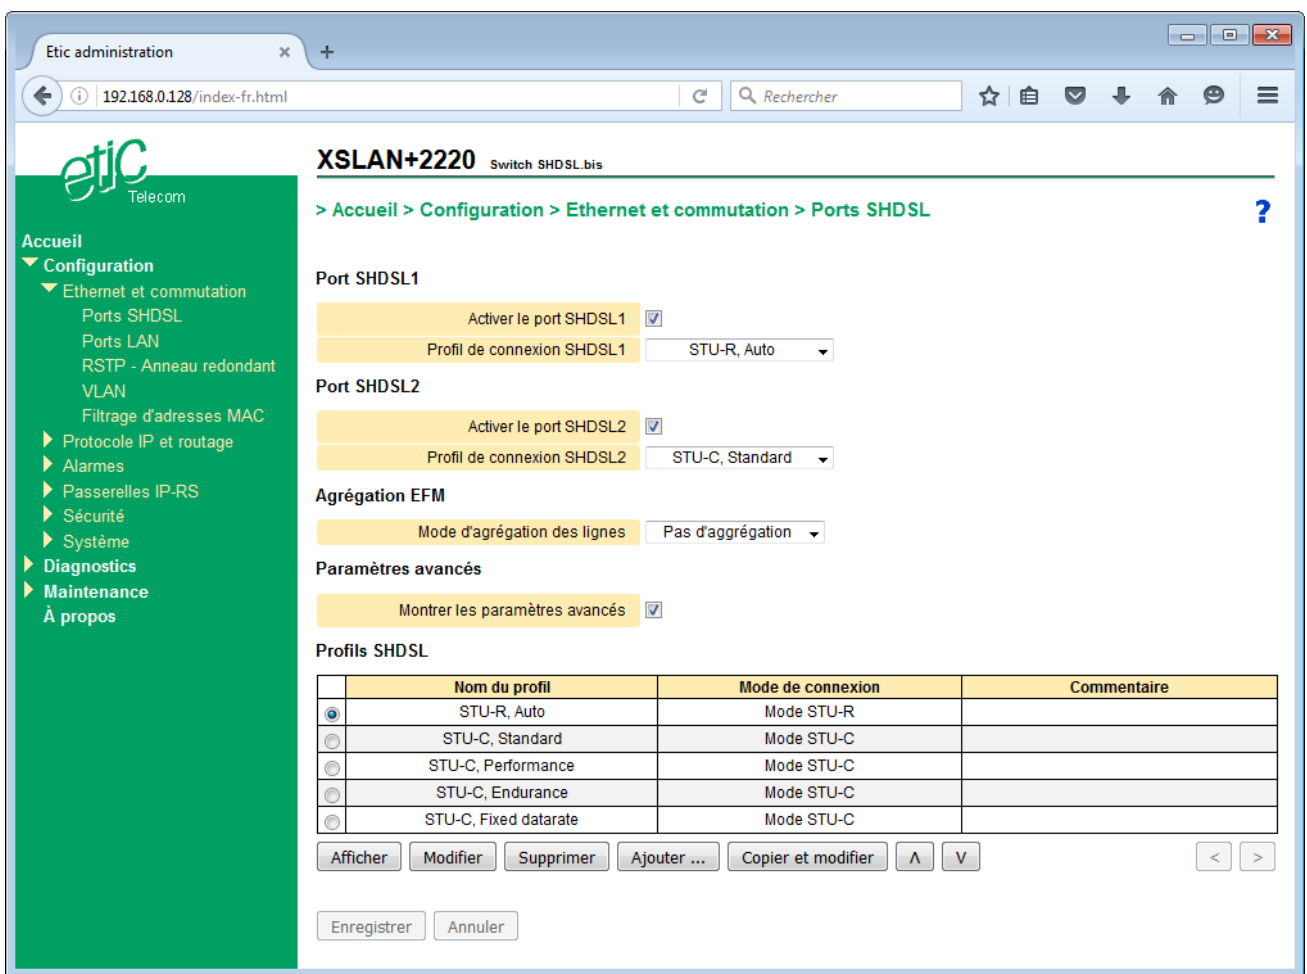 Etic administration
192.168.0.128/index-fr.html
Rechercher
etic
Telecom
XSLAN+2220 Switch SHDSL.bis
> Accueil > Configuration > Ethernet et commutation > Ports SHDSL
?
Accueil
Configuration
Ethernet et commutation
Ports SHDSL
Ports LAN
RSTP - Anneau redondant
VLAN
Filtrage d'adresses MAC
Protocole IP et routage
Alarmes
Passerelles IP-RS
Sécurité
Système
Diagnostics
Maintenance
À propos
Port SHDSL1
Activer le port SHDSL1
Profil de connexion SHDSL1 STU-R, Auto
Port SHDSL2
Activer le port SHDSL2
Profil de connexion SHDSL2 STU-C, Standard
Agrégation EFM
Mode d'agrégation des lignes Pas d'aggrégation
Paramètres avancés
Montrer les paramètres avancés
Profils SHDSL
Nom du profil Mode de connexion Commentaire
STU-R, Auto Mode STU-R
STU-C, Standard Mode STU-C
STU-C, Performance Mode STU-C
STU-C, Endurance Mode STU-C
STU-C, Fixed datarate Mode STU-C
Afficher Modifier Supprimer Ajouter ... Copier et modifier Λ V < >
Enregistrer Annuler